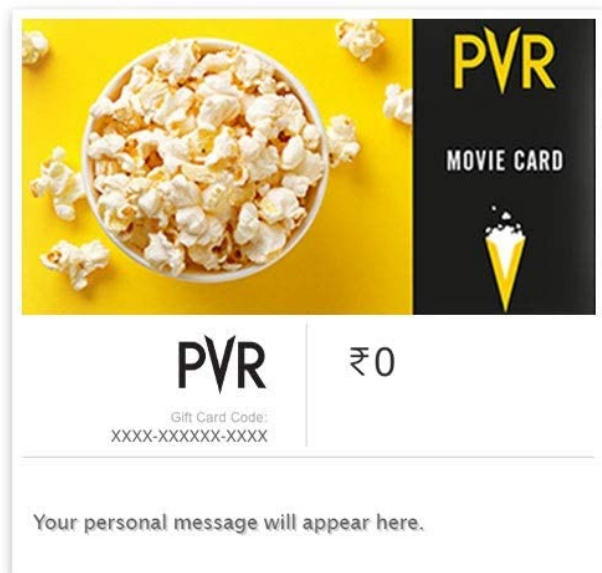 PVR
MOVIE CARD
PVR
₹0
Gift Card Code:
XXXX-XXXXXX-XXXX
Your personal message will appear here.